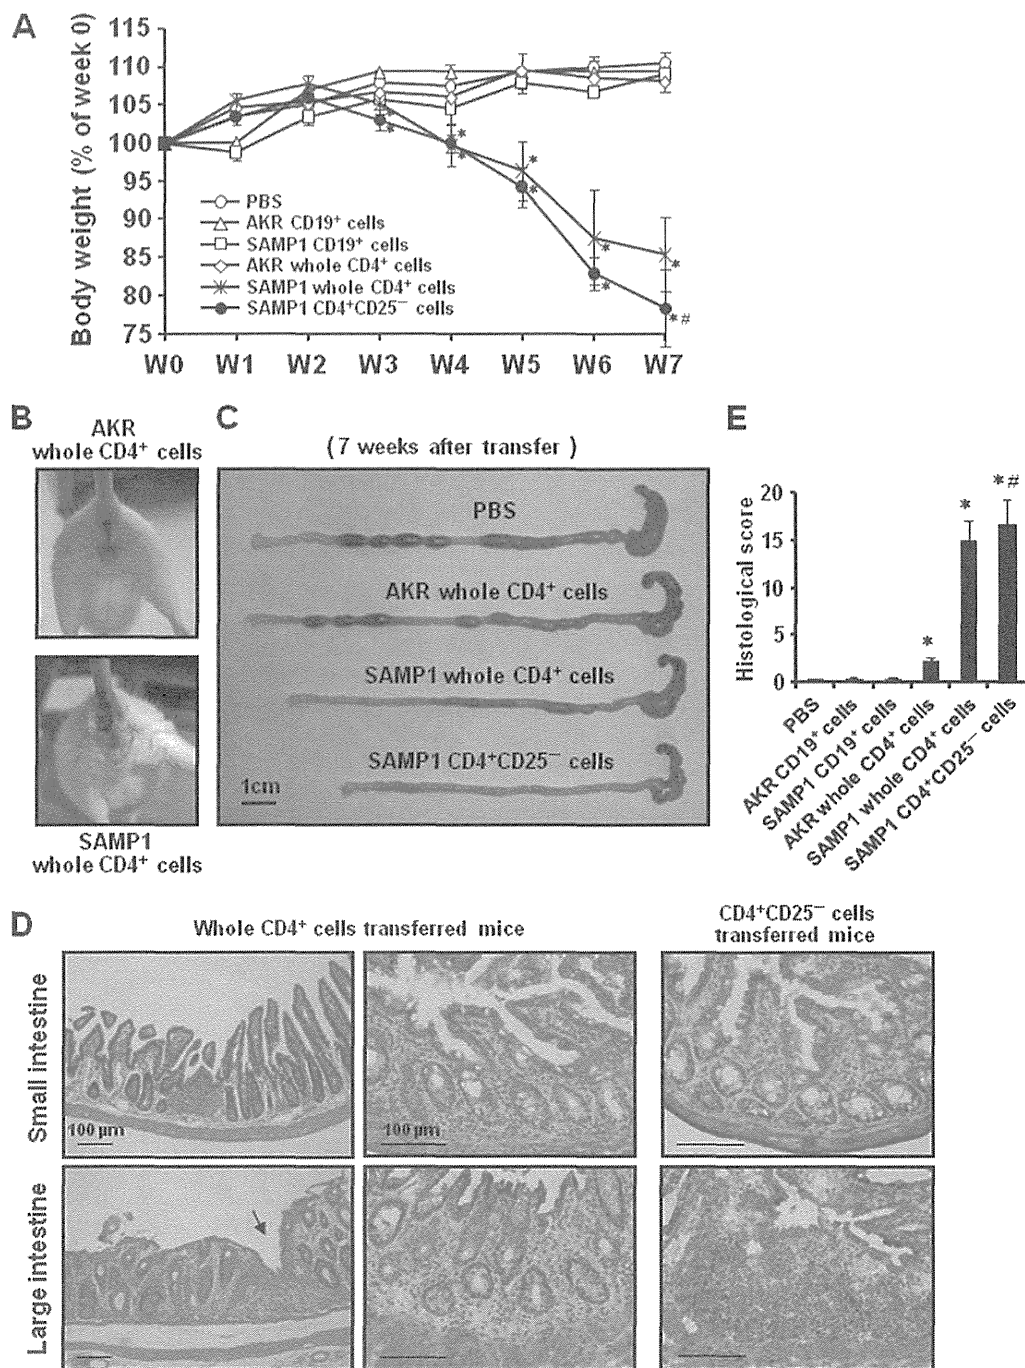 A
Body weight (% of week 0)
115
110
105
100
95
90
85
80
75
W0 W1 W2 W3 W4 W5 W6 W7
PBS
AKR CD19⁺ cells
SAMP1 CD19⁺ cells
AKR whole CD4⁺ cells
SAMP1 whole CD4⁺ cells
SAMP1 CD4⁺CD25⁻ cells
* * * * * * * * * * #
B
AKR
whole CD4⁺ cells
SAMP1
whole CD4⁺ cells
C
( 7 weeks after transfer )
PBS
AKR whole CD4⁺ cells
SAMP1 whole CD4⁺ cells
SAMP1 CD4⁺CD25⁻ cells
1cm
E
Histological score
20
15
10
5
0
*
*
* #
PBS
AKR CD19⁺ cells
SAMP1 CD19⁺ cells
AKR whole CD4⁺ cells
SAMP1 whole CD4⁺ cells
SAMP1 CD4⁺CD25⁻ cells
D
Whole CD4⁺ cells transferred mice
CD4⁺CD25⁻ cells
transferred mice
Small intestine
100 µm
100 µm
Large intestine